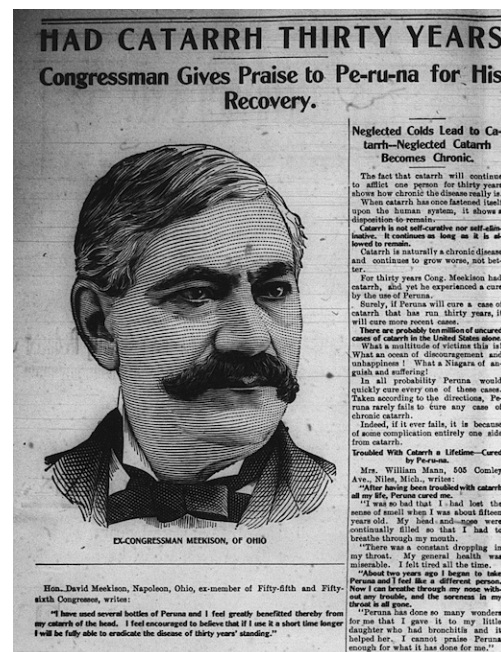 HAD CATARRH THIRTY YEARS
Congressman Gives Praise to Pe-ru-na for His
Recovery.
EX-CONGRESSMAN MEEKISON, OF OHIO
Hon. David Meekison, Napoleon, Ohio, ex-member of Fifty-fifth and Fifty-
sixth Congresses, writes:
"I have used several bottles of Peruna and I feel greatly benefitted thereby from
my catarrh of the head. I feel encouraged to believe that if I use it a short time longer
I will be fully able to eradicate the disease of thirty years' standing."
Neglected Colds Lead to Ca-
tarrh—Neglected Catarrh
Becomes Chronic.
The fact that catarrh will continue
to afflict one person for thirty years
shows how chronic the disease really is.
When catarrh has once fastened itself
upon the human system, it shows a
disposition to remain.
Catarrh is not self-curative nor self-elim-
inative. It continues as long as it is al-
lowed to remain.
Catarrh is naturally a chronic disease
and continues to grow worse, not bet-
ter.
For thirty years Cong. Meekison had
catarrh, and yet he experienced a cure
by the use of Peruna.
Surely, if Peruna will cure a case of
catarrh that has run thirty years, it
will cure more recent cases.
There are probably ten million of uncured
cases of catarrh in the United States alone.
What a multitude of victims this is!
What an ocean of discouragement and
unhappiness! What a Niagara of an-
guish and suffering!
In all probability Peruna would
quickly cure every one of these cases.
Taken according to the directions, Pe-
runa rarely fails to cure any case of
chronic catarrh.
Indeed, if it ever fails, it is because
of some complication entirely one side
from catarrh.
Troubled With Catarrh a Lifetime—Cured
by Pe-ru-na.
Mrs. William Mann, 505 Comley
Ave., Niles, Mich., writes:
"After having been troubled with catarrh
all my life, Peruna cured me.
"I was so bad that I had lost the
sense of smell when I was about fifteen
years old. My head and nose were
continually filled so that I had to
breathe through my mouth.
"There was a constant dropping in
my throat. My general health was
miserable. I felt tired all the time.
"About two years ago I began to take
Peruna and I feel like a different person.
Now I can breathe through my nose with-
out any trouble, and the soreness in my
throat is all gone.
"Peruna has done so many wonders
for me that I gave it to my little
daughter who had bronchitis and it
helped her. I cannot praise Peruna
enough for what it has done for me."